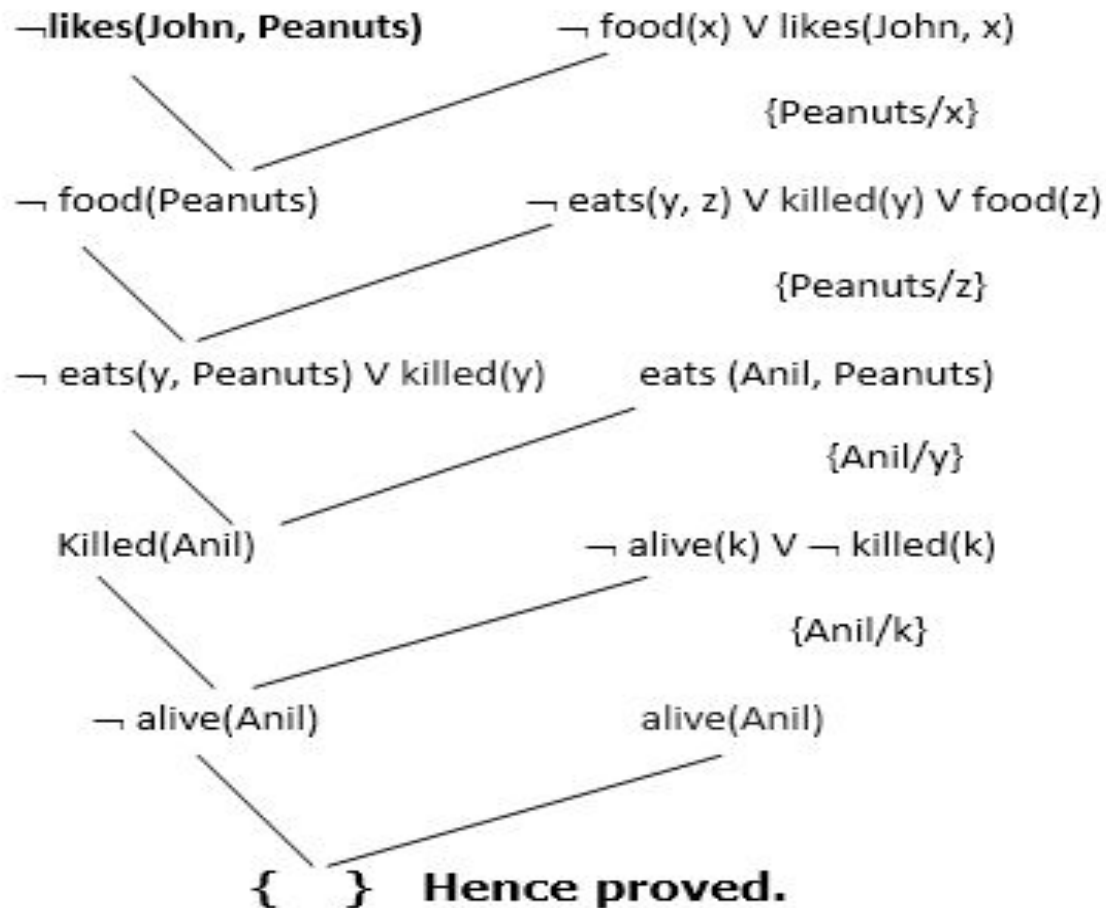 ¬likes(John, Peanuts) ¬ food(x) V likes(John, x)
{Peanuts/x}
¬ food(Peanuts) ¬ eats(y, z) V killed(y) V food(z)
{Peanuts/z}
¬ eats(y, Peanuts) V killed(y) eats (Anil, Peanuts)
{Anil/y}
Killed(Anil) ¬ alive(k) V ¬ killed(k)
{Anil/k}
¬ alive(Anil) alive(Anil)
{ } Hence proved.